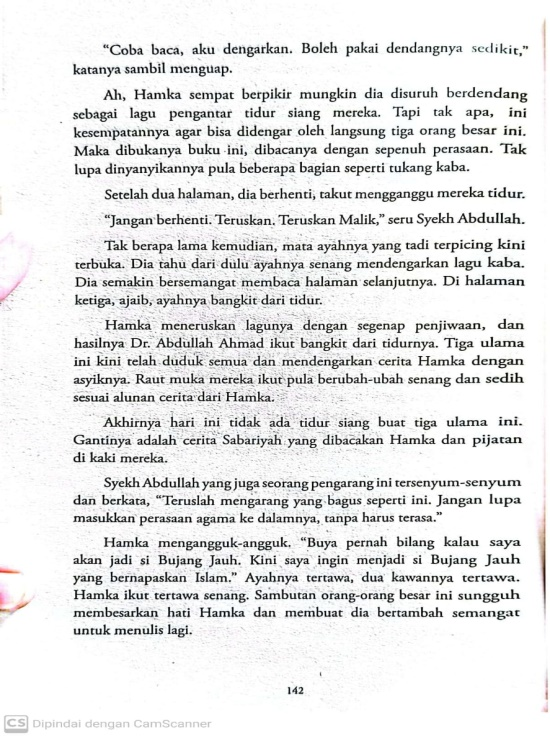 “Coba baca, aku dengarkan. Boleh pakai dendangnya sedikit,”
katanya sambil menguap.
Ah, Hamka sempat berpikir mungkin dia disuruh berdendang
sebagai lagu pengantar tidur siang mereka. Tapi tak apa, ini
kesempatannya agar bisa didengar oleh langsung tiga orang besar ini.
Maka dibukanya buku ini, dibacanya dengan sepenuh perasaan. Tak
lupa dinyanyikannya pula beberapa bagian seperti tukang kaba.
Setelah dua halaman, dia berhenti, takut mengganggu mereka tidur.
“Jangan berhenti. Teruskan. Teruskan Malik,” seru Syekh Abdullah.
Tak berapa lama kemudian, mata ayahnya yang tadi terpicing kini
terbuka. Dia tahu dari dulu ayahnya senang mendengarkan lagu kaba.
Dia semakin bersemangat membaca halaman selanjutnya. Di halaman
ketiga, ajaib, ayahnya bangkit dari tidur.
Hamka meneruskan lagunya dengan segenap penjiwaan, dan
hasilnya Dr. Abdullah Ahmad ikut bangkit dari tidurnya. Tiga ulama
ini kini telah duduk semua dan mendengarkan cerita Hamka dengan
asyiknya. Raut muka mereka ikut pula berubah-ubah senang dan sedih
sesuai alunan cerita dari Hamka.
Akhirnya hari ini tidak ada tidur siang buat tiga ulama ini.
Gantinya adalah cerita Sabariyah yang dibacakan Hamka dan pijatan
di kaki mereka.
Syekh Abdullah yang juga seorang pengarang ini tersenyum-senyum
dan berkata, “Teruslah mengarang yang bagus seperti ini. Jangan lupa
masukkan perasaan agama ke dalamnya, tanpa harus terasa.”
Hamka mengangguk-angguk. “Buya pernah bilang kalau saya
akan jadi si Bujang Jauh. Kini saya ingin menjadi si Bujang Jauh
yang bernapaskan Islam.” Ayahnya tertawa, dua kawannya tertawa.
Hamka ikut tertawa senang. Sambutan orang-orang besar ini sungguh
membesarkan hati Hamka dan membuat dia bertambah semangat
untuk menulis lagi.
142
CS Dipindai dengan CamScanner